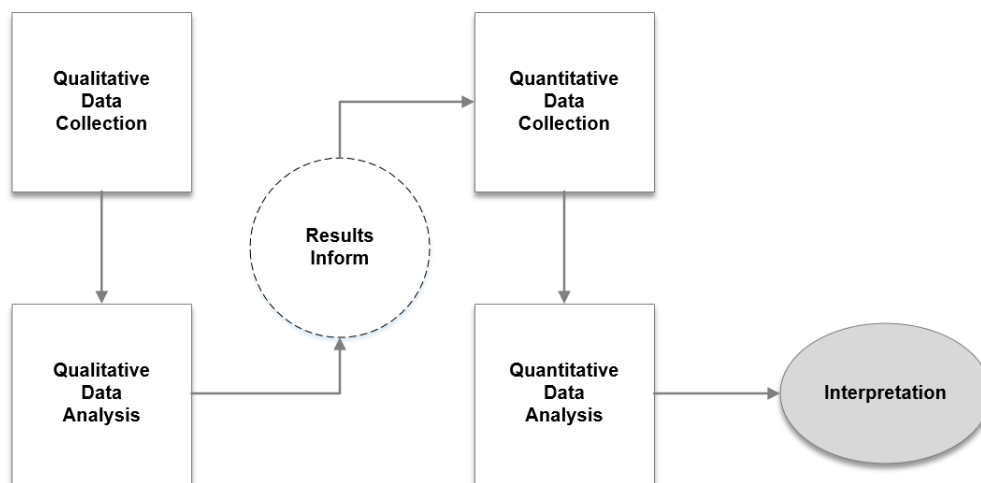 Qualitative
Data
Collection
Qualitative
Data
Analysis
Results
Inform
Quantitative
Data
Collection
Quantitative
Data
Analysis
Interpretation